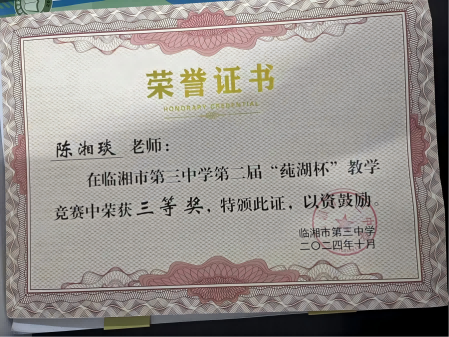 荣誉证书
HONORARY CREDENTIAL
陈湘琰 老师：
在临湘市第三中学第二届“莼湖杯”教学
竞赛中荣获三等奖，特颁此证，以资鼓励。
临湘市第三中学
二〇二四年十月